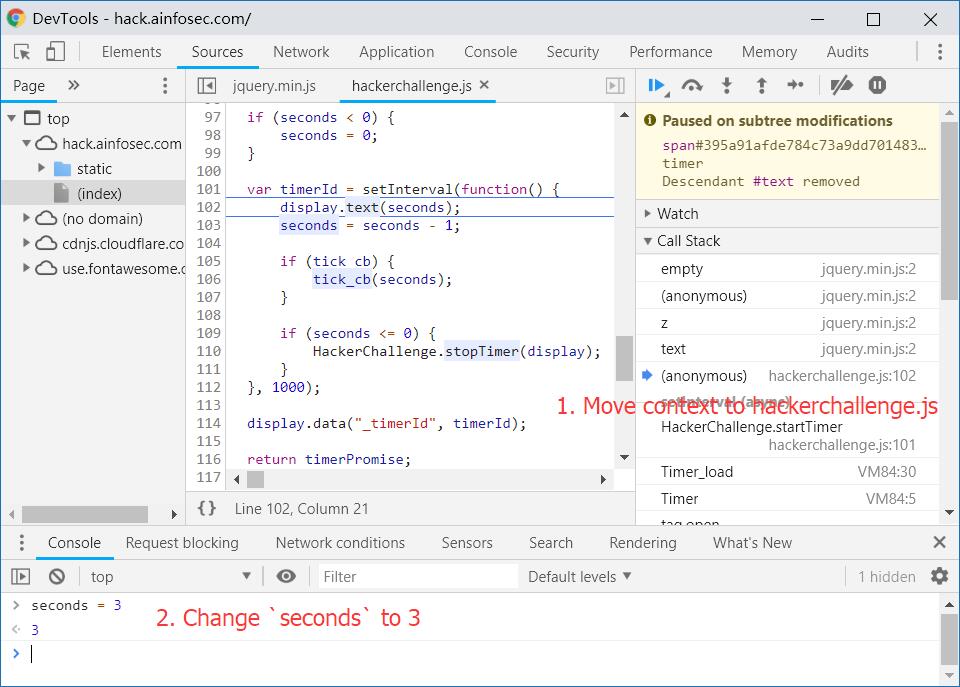 DevTools - hack.ainfosec.com/
Elements Sources Network Application Console Security Performance Memory Audits
Page » jquery.min.js hackerchallenge.js
top
hack.ainfosec.com
static
(index)
(no domain)
cdnjs.cloudflare.co
use.fontawesome.c
97 if (seconds < 0) {
98 seconds = 0;
99 }
100
101 var timerId = setInterval(function() {
102 display.text(seconds);
103 seconds = seconds - 1;
104
105 if (tick_cb) {
106 tick_cb(seconds);
107 }
108
109 if (seconds <= 0) {
110 HackerChallenge.stopTimer(display);
111 }
112 }, 1000);
113
114 display.data("_timerId", timerId);
115
116 return timerPromise;
117
{} Line 102, Column 21
Paused on subtree modifications
span#395a91afde784c73a9dd701483…
timer
Descendant #text removed
Watch
Call Stack
empty jquery.min.js:2
(anonymous) jquery.min.js:2
z jquery.min.js:2
text jquery.min.js:2
(anonymous) hackerchallenge.js:102
setInterval (async)
1. Move context to hackerchallenge.js
HackerChallenge.startTimer
hackerchallenge.js:101
Timer_load VM84:30
Timer VM84:5
tag.open
Console Request blocking Network conditions Sensors Search Rendering What's New
top Filter Default levels 1 hidden
> seconds = 3
3
2. Change `seconds` to 3
>